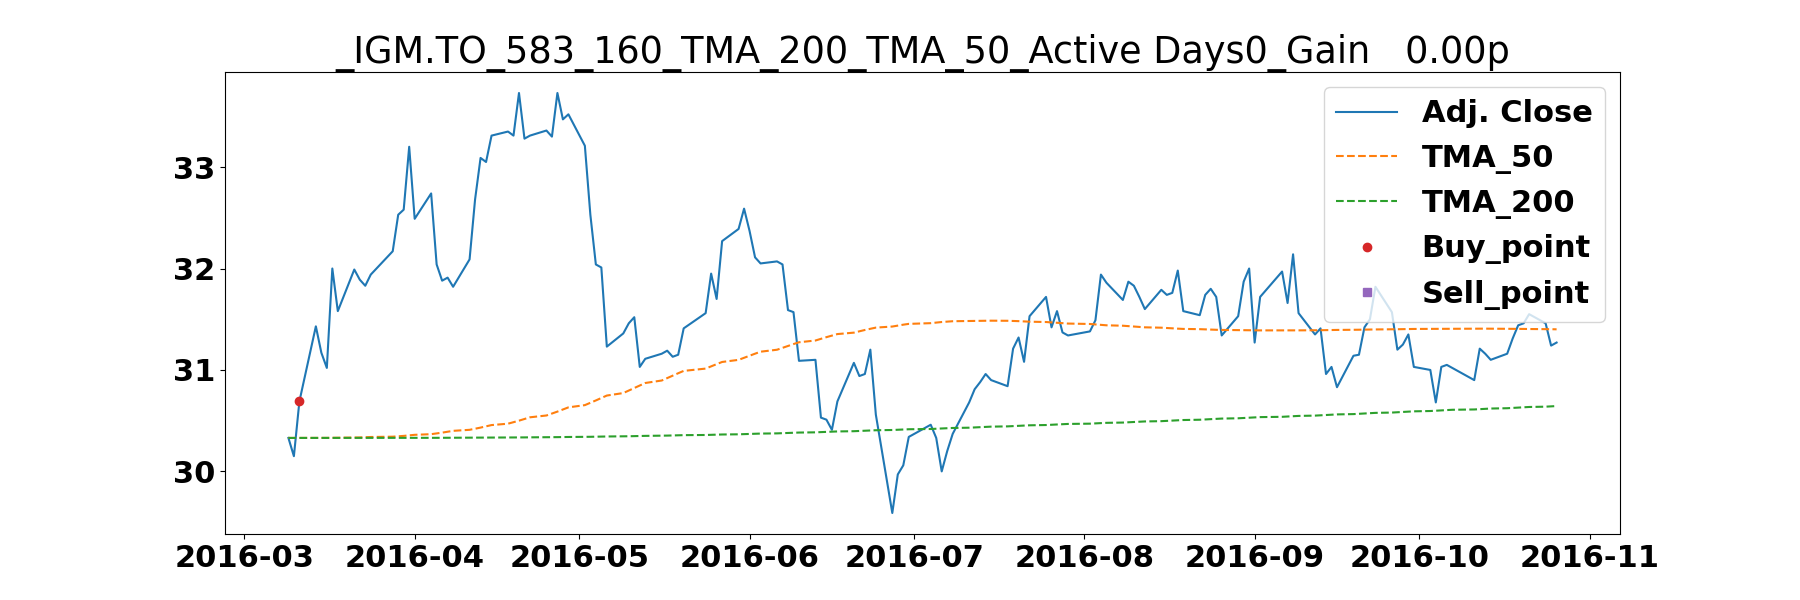 _IGM.TO_583_160_TMA_200_TMA_50_Active Days0_Gain   0.00p
Adj. Close
TMA_50
TMA_200
Buy_point
Sell_point
33
32
31
30
2016-03 2016-04 2016-05 2016-06 2016-07 2016-08 2016-09 2016-10 2016-11